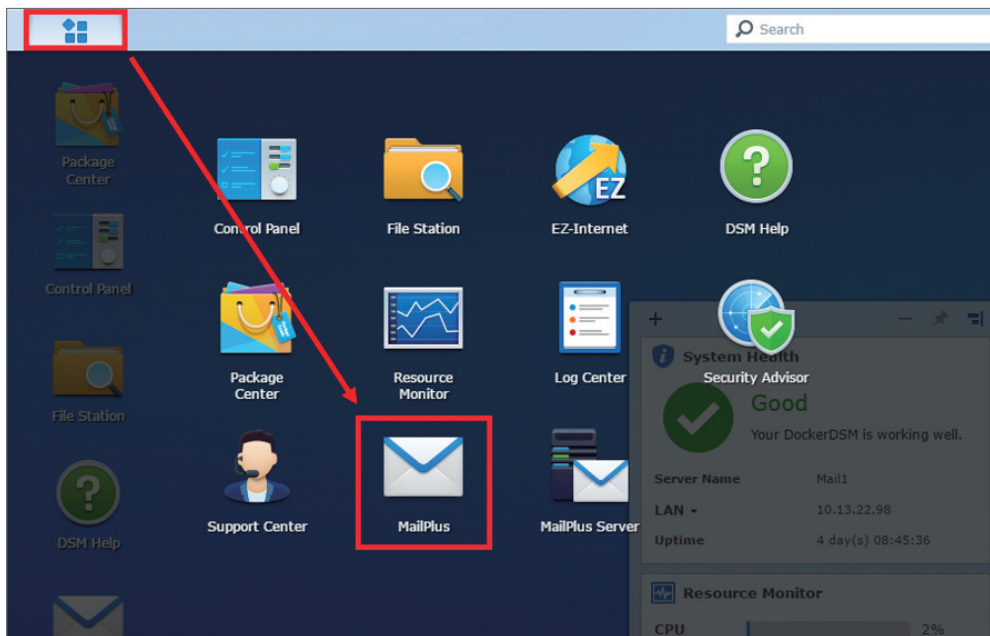 Search
Package
Center
Control Panel
File Station
DSM Help
Control Panel
File Station
EZ
EZ-Internet
DSM Help
Package
Center
Resource
Monitor
Log Center
Security Advisor
Support Center
MailPlus
MailPlus Server
System Health
Good
Your DockerDSM is working well.
Server Name Mail1
LAN 10.13.22.98
Uptime 4 day(s) 08:45:36
Resource Monitor
CPU 2%